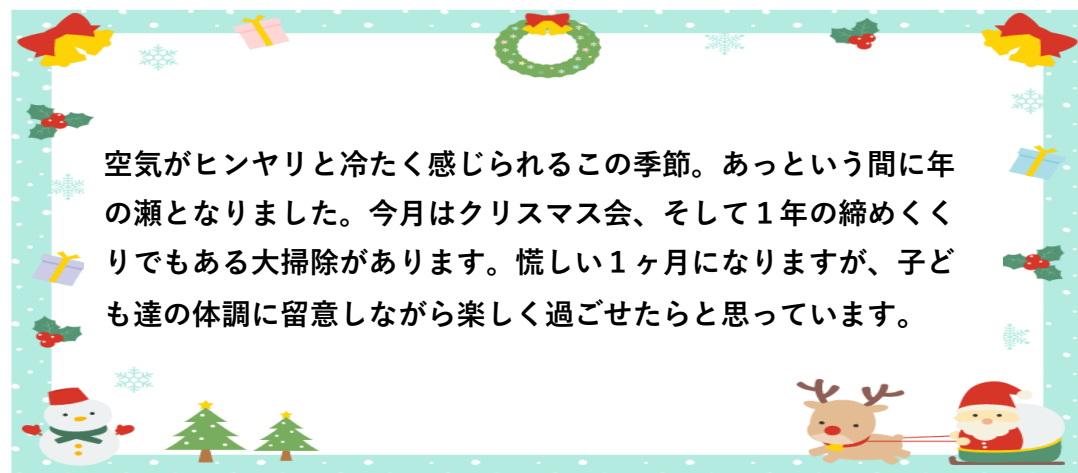 空気がヒンヤリと冷たく感じられるこの季節。あっという間に年
の瀬となりました。今月はクリスマス会、そして１年の締めくく
りでもある大掃除があります。慌しい１ヶ月になりますが、子ど
も達の体調に留意しながら楽しく過ごせたらと思っています。